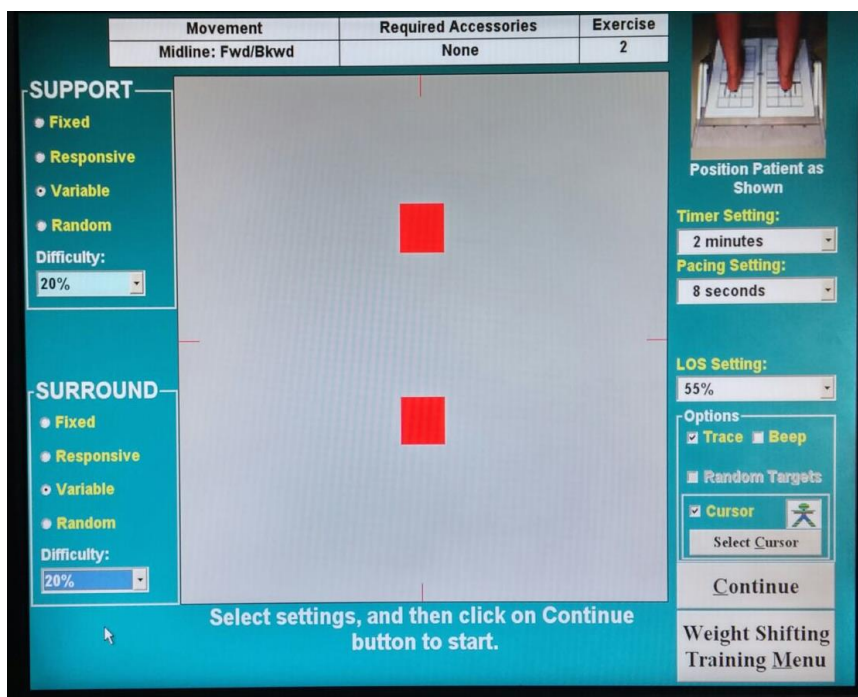 Movement Required Accessories Exercise
Midline: Fwd/Bkwd None 2
SUPPORT
Fixed
Responsive
Variable
Random
Difficulty:
20%
SURROUND
Fixed
Responsive
Variable
Random
Difficulty:
20%
Position Patient as
Shown
Timer Setting:
2 minutes
Pacing Setting:
8 seconds
LOS Setting:
55%
Options
Trace Beep
Random Targets
Cursor
Select Cursor
Continue
Weight Shifting
Training Menu
Select settings, and then click on Continue
button to start.